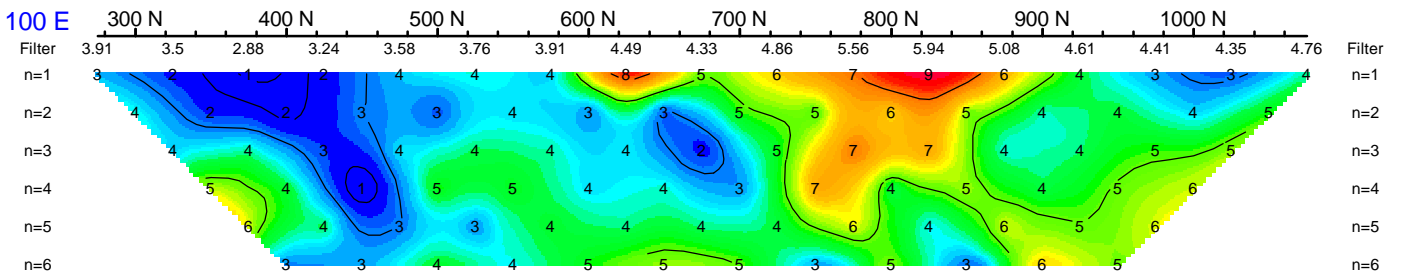 100 E 300 N 400 N 500 N 600 N 700 N 800 N 900 N 1000 N
Filter 3.91 3.5 2.88 3.24 3.58 3.76 3.91 4.49 4.33 4.86 5.56 5.94 5.08 4.61 4.41 4.35 4.76 Filter
n=1 3 2 1 2 4 4 4 8 5 6 7 9 6 4 3 3 4 n=1
n=2 4 2 2 3 3 4 3 3 5 5 6 5 4 4 4 5 n=2
n=3 4 4 3 4 4 4 4 2 5 7 7 4 4 5 5 n=3
n=4 5 4 1 5 5 4 4 3 7 4 5 4 5 6 n=4
n=5 6 4 3 3 4 4 4 4 6 4 6 5 6 n=5
n=6 3 3 4 4 5 5 5 3 5 3 6 5 n=6